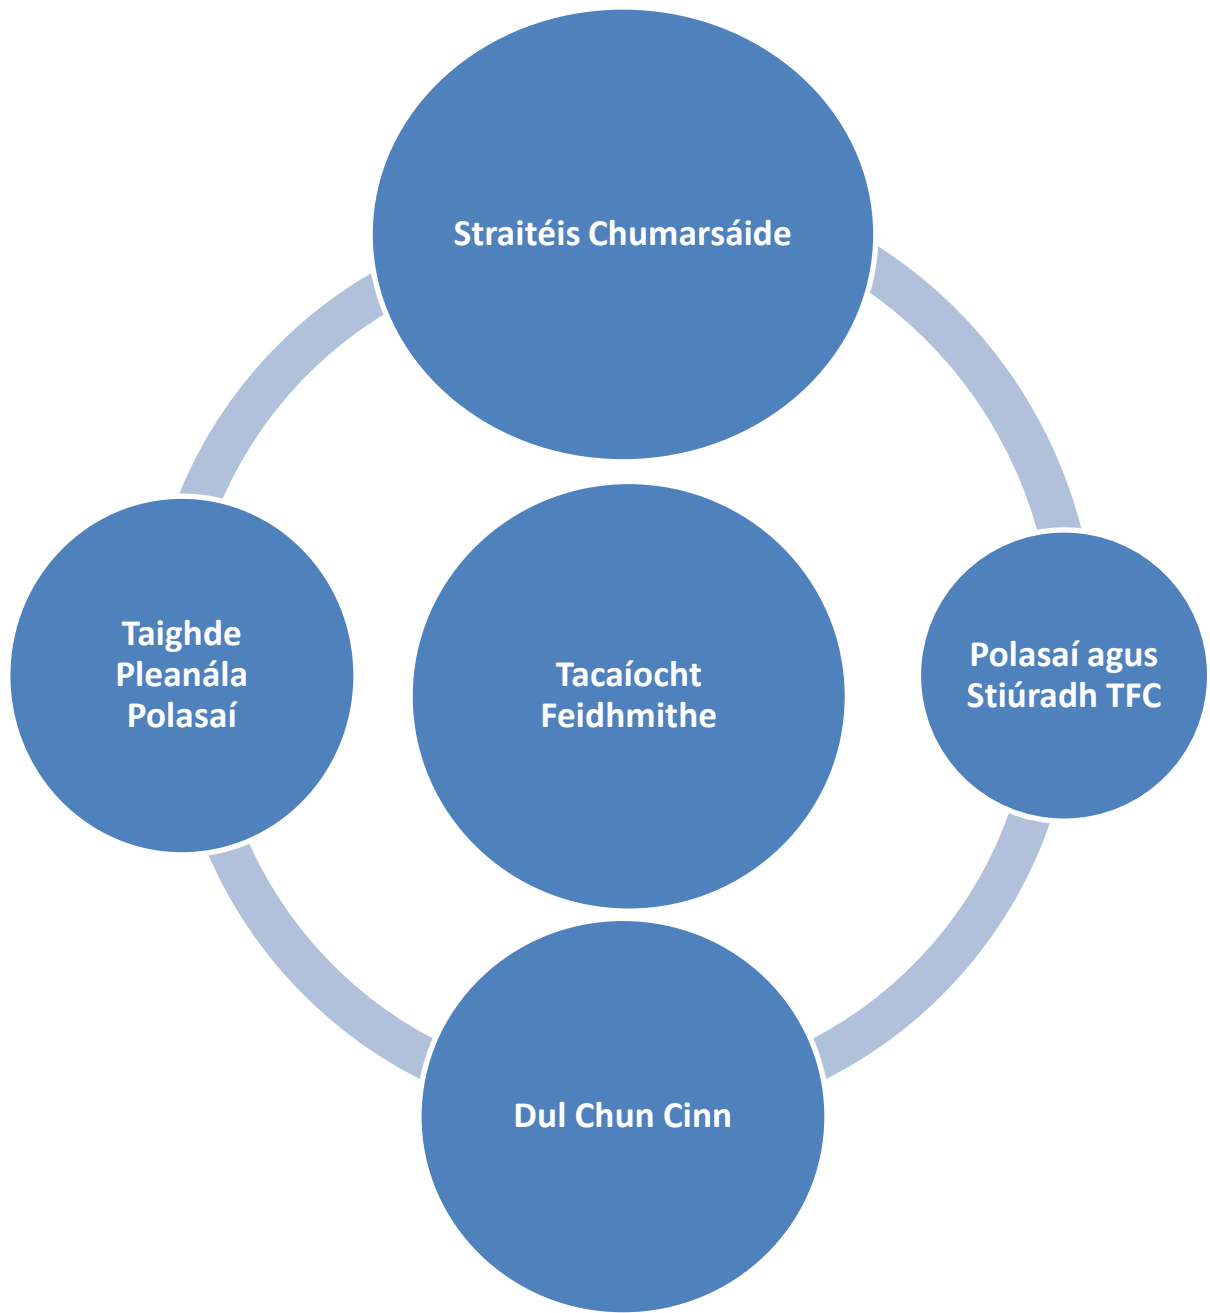 Straitéis Chumarsáide
Taighde
Pleanála
Polasaí
Tacaíocht
Feidhmithe
Polasaí agus
Stiúradh TFC
Dul Chun Cinn